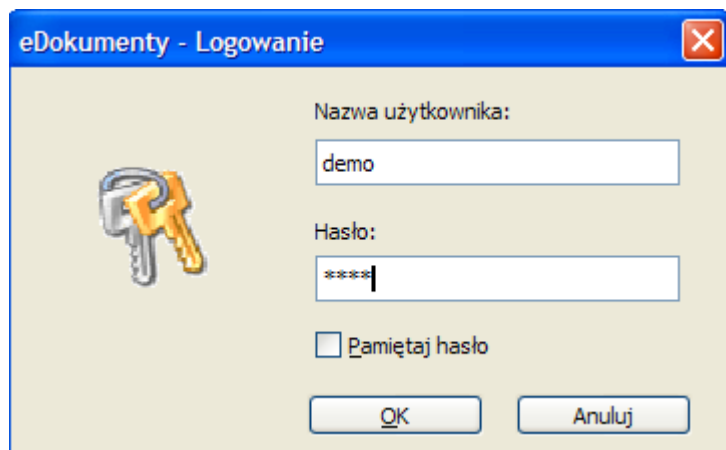 eDokumenty - Logowanie
Nazwa użytkownika:
demo
Hasło:
****
Pamiętaj hasło
OK
Anuluj